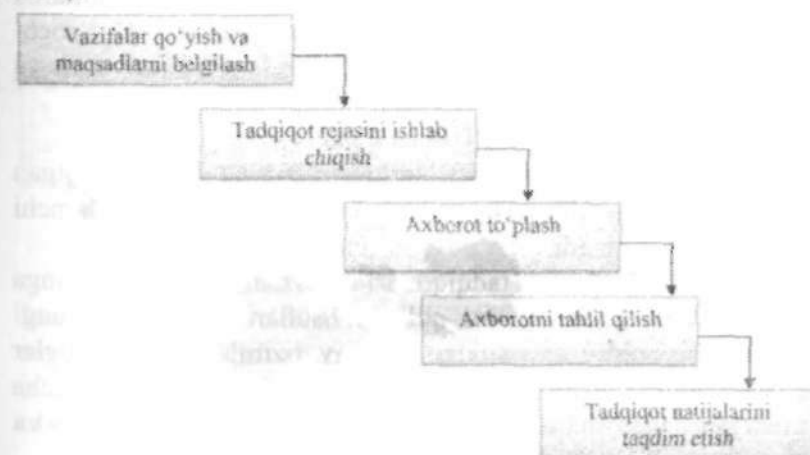 Vazifalar qo‘yish va
maqsadlarni belgilash
Tadqiqot rejasini ishlab
chiqish
Axborot to‘plash
Axborotni tahlil qilish
Tadqiqot natijalarini
taqdim etish